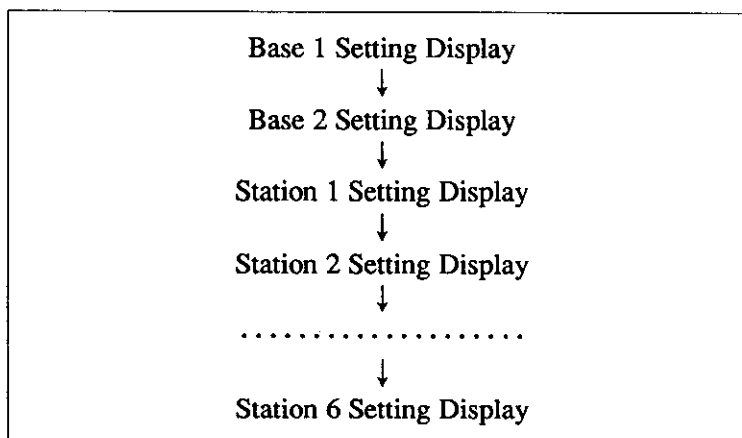 Base 1 Setting Display
↓
Base 2 Setting Display
↓
Station 1 Setting Display
↓
Station 2 Setting Display
↓
. . . . . . . . . . . . . . . . . . .
↓
Station 6 Setting Display